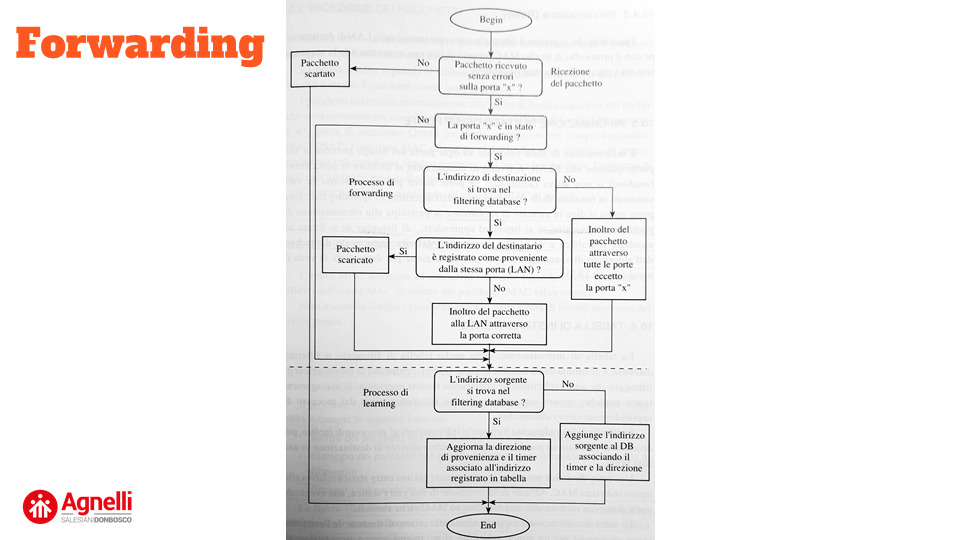 Forwarding
Begin
Pacchetto
scartato
No
Pacchetto ricevuto
senza errori
sulla porta "x" ?
Ricezione
del pacchetto
Si
No
La porta "x" è in stato
di forwarding ?
Si
Processo di
forwarding
L'indirizzo di destinazione
si trova nel
filtering database ?
No
Si
Inoltro del
pacchetto
attraverso
tutte le porte
eccetto
la porta "x"
Pacchetto
scaricato
Si
L'indirizzo del destinatario
è registrato come proveniente
dalla stessa porta (LAN) ?
No
Inoltro del pacchetto
alla LAN attraverso
la porta corretta
Processo di
learning
L'indirizzo sorgente
si trova nel
filtering database ?
No
Si
Aggiorna la direzione
di provenienza e il timer
associato all'indirizzo
registrato in tabella
Aggiunge l'indirizzo
sorgente al DB
associando il
timer e la direzione
End
Agnelli
SALESIANI DONBOSCO